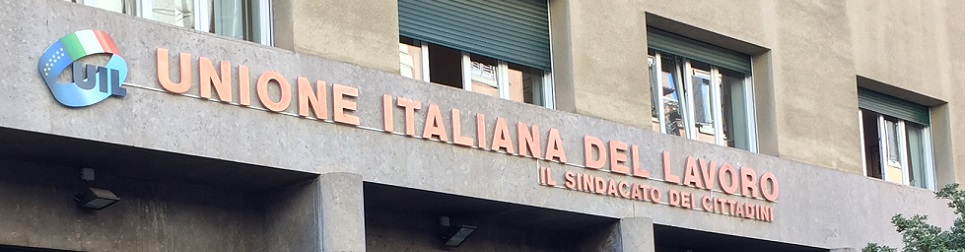 UIL
UNIONE ITALIANA DEL LAVORO
IL SINDACATO DEI CITTADINI